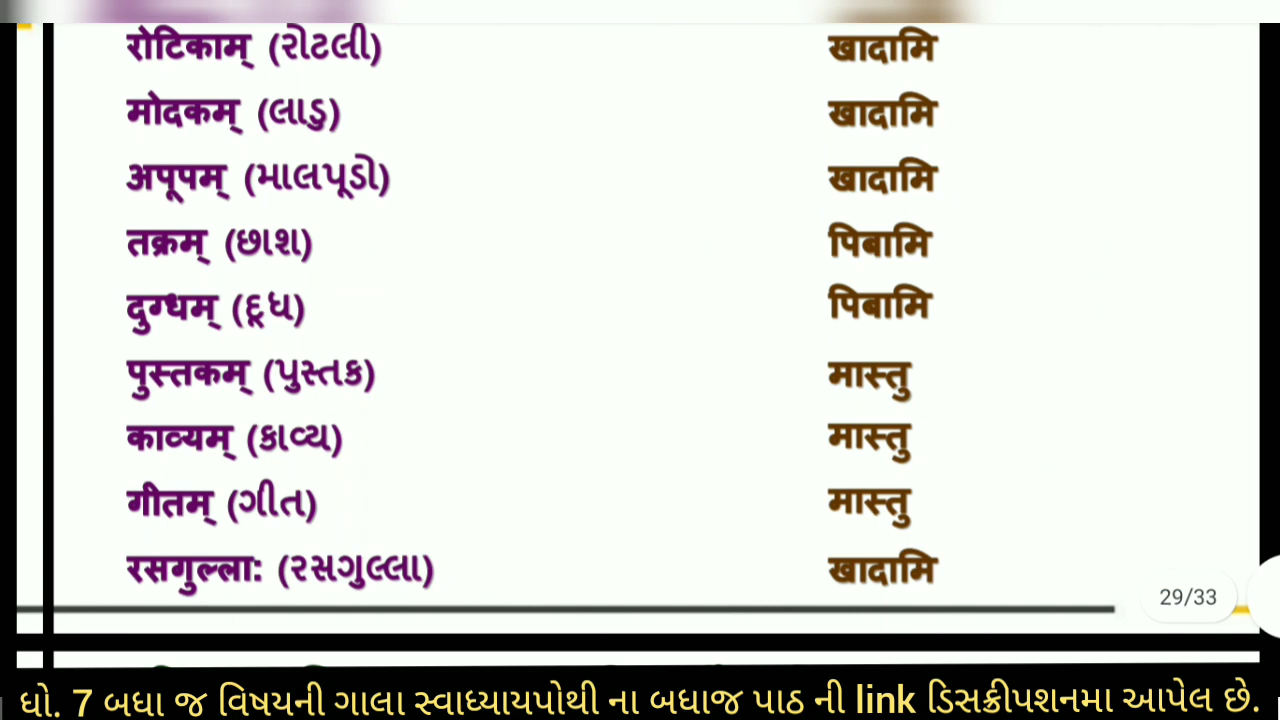 रोटिकाम् (રોટલી) खादामि
मोदकम् (લાડુ) खादामि
अपूपम् (માલપૂડો) खादामि
तक्रम् (છાશ) पिबामि
दुग्धम् (દૂધ) पिबामि
पुस्तकम् (પુસ્તક) मास्तु
काव्यम् (કાવ્ય) मास्तु
गीतम् (ગીત) मास्तु
रसगुल्लाः (રસગુલ્લા) खादामि
29/33
ધો. 7 બધા જ વિષયની ગાલા સ્વાધ્યાયપોથી ના બધાજ પાઠ ની link ડિસક્રીપશનમા આપેલ છે.